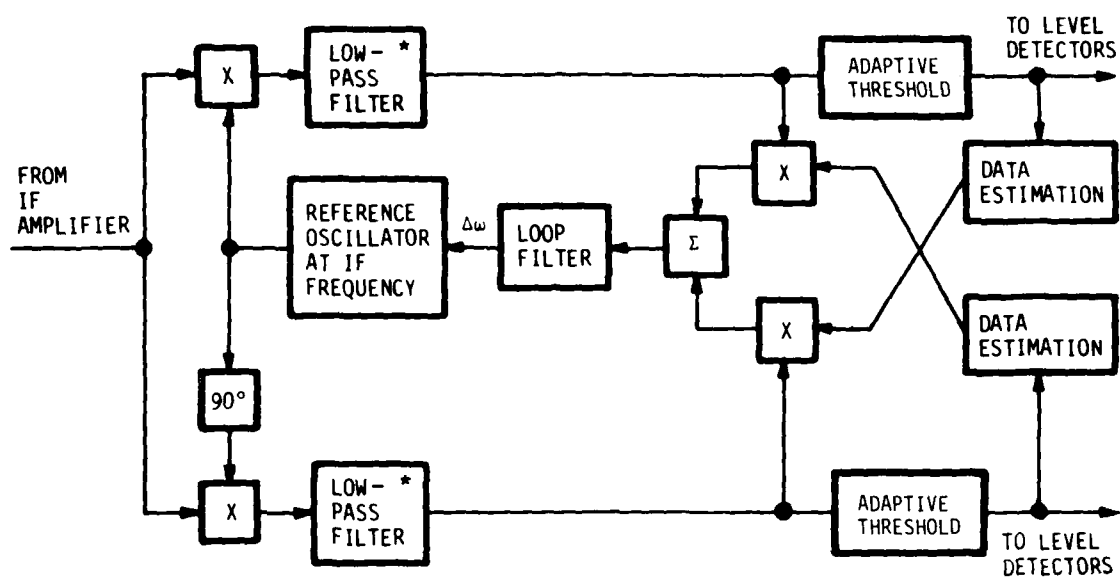 TO LEVEL
DETECTORS
X
LOW- *
PASS
FILTER
ADAPTIVE
THRESHOLD
FROM
IF
AMPLIFIER
REFERENCE
OSCILLATOR
AT IF
FREQUENCY
Δω
LOOP
FILTER
Σ
X
DATA
ESTIMATION
X
DATA
ESTIMATION
90°
X
LOW- *
PASS
FILTER
ADAPTIVE
THRESHOLD
TO LEVEL
DETECTORS